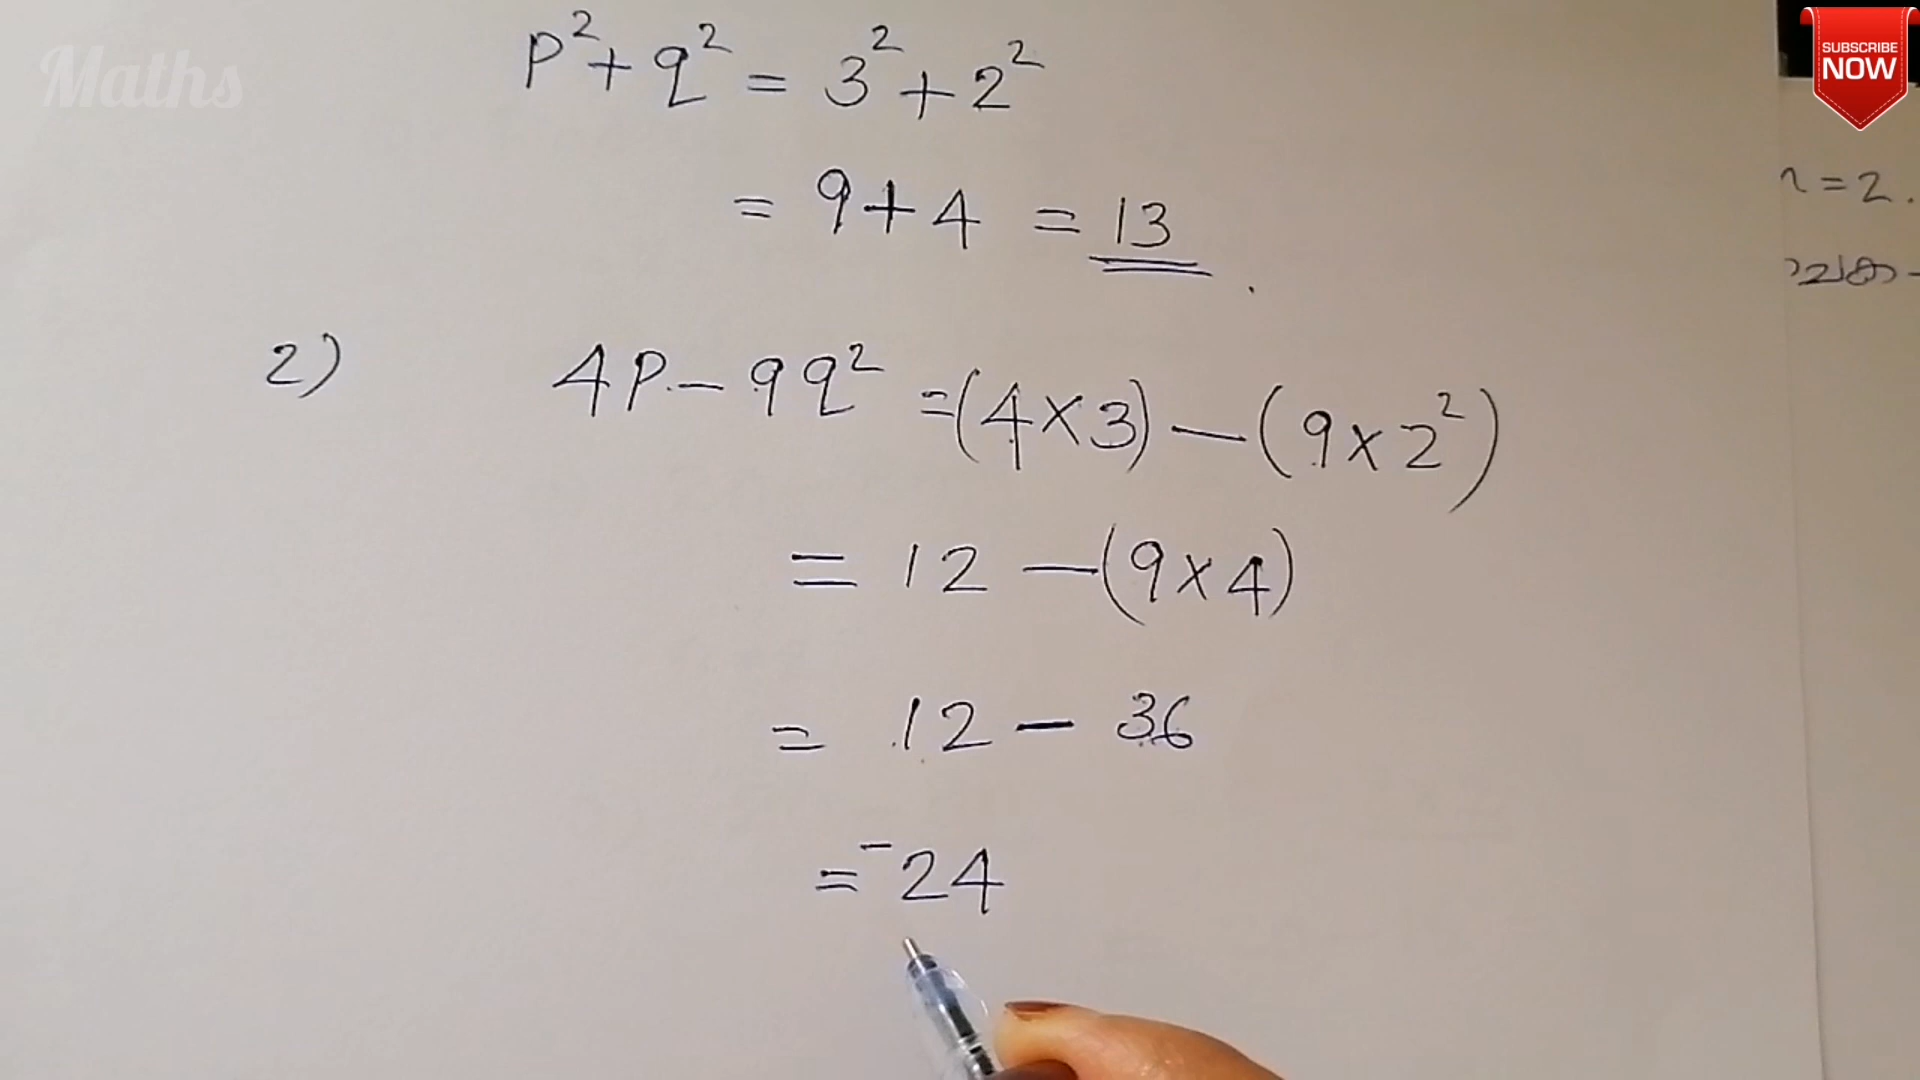 Maths
SUBSCRIBE
NOW
p² + q² = 3² + 2²
= 9 + 4 = 13
= 2.
2) 4p - 9q² = (4 × 3) - (9 × 2²)
= 12 - (9 × 4)
= 12 - 36
= ⁻24